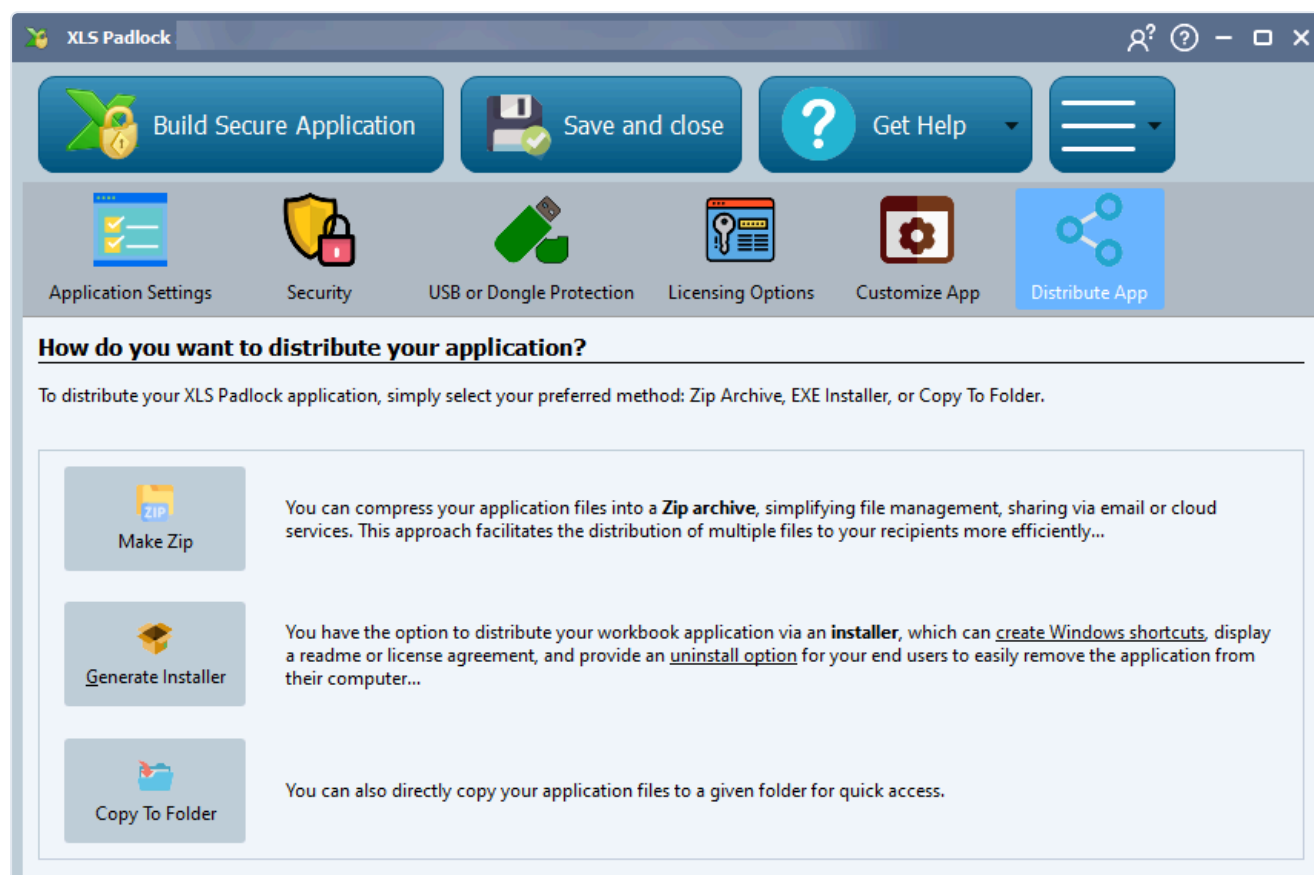 XLS Padlock
Build Secure Application
Save and close
Get Help
Application Settings
Security
USB or Dongle Protection
Licensing Options
Customize App
Distribute App
How do you want to distribute your application?
To distribute your XLS Padlock application, simply select your preferred method: Zip Archive, EXE Installer, or Copy To Folder.
ZIP
Make Zip
You can compress your application files into a Zip archive, simplifying file management, sharing via email or cloud
services. This approach facilitates the distribution of multiple files to your recipients more efficiently...
Generate Installer
You have the option to distribute your workbook application via an installer, which can create Windows shortcuts, display
a readme or license agreement, and provide an uninstall option for your end users to easily remove the application from
their computer...
Copy To Folder
You can also directly copy your application files to a given folder for quick access.